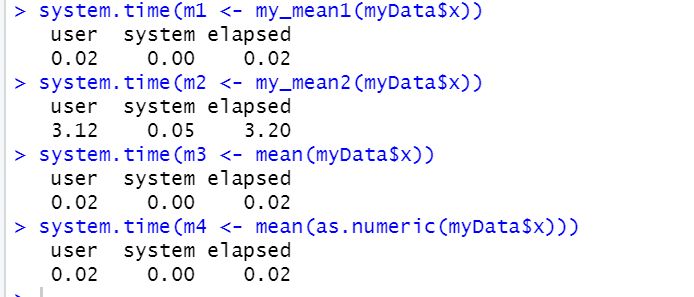 > system.time(m1 <- my_mean1(myData$x))
user system elapsed
0.02 0.00 0.02
> system.time(m2 <- my_mean2(myData$x))
user system elapsed
3.12 0.05 3.20
> system.time(m3 <- mean(myData$x))
user system elapsed
0.02 0.00 0.02
> system.time(m4 <- mean(as.numeric(myData$x)))
user system elapsed
0.02 0.00 0.02
>